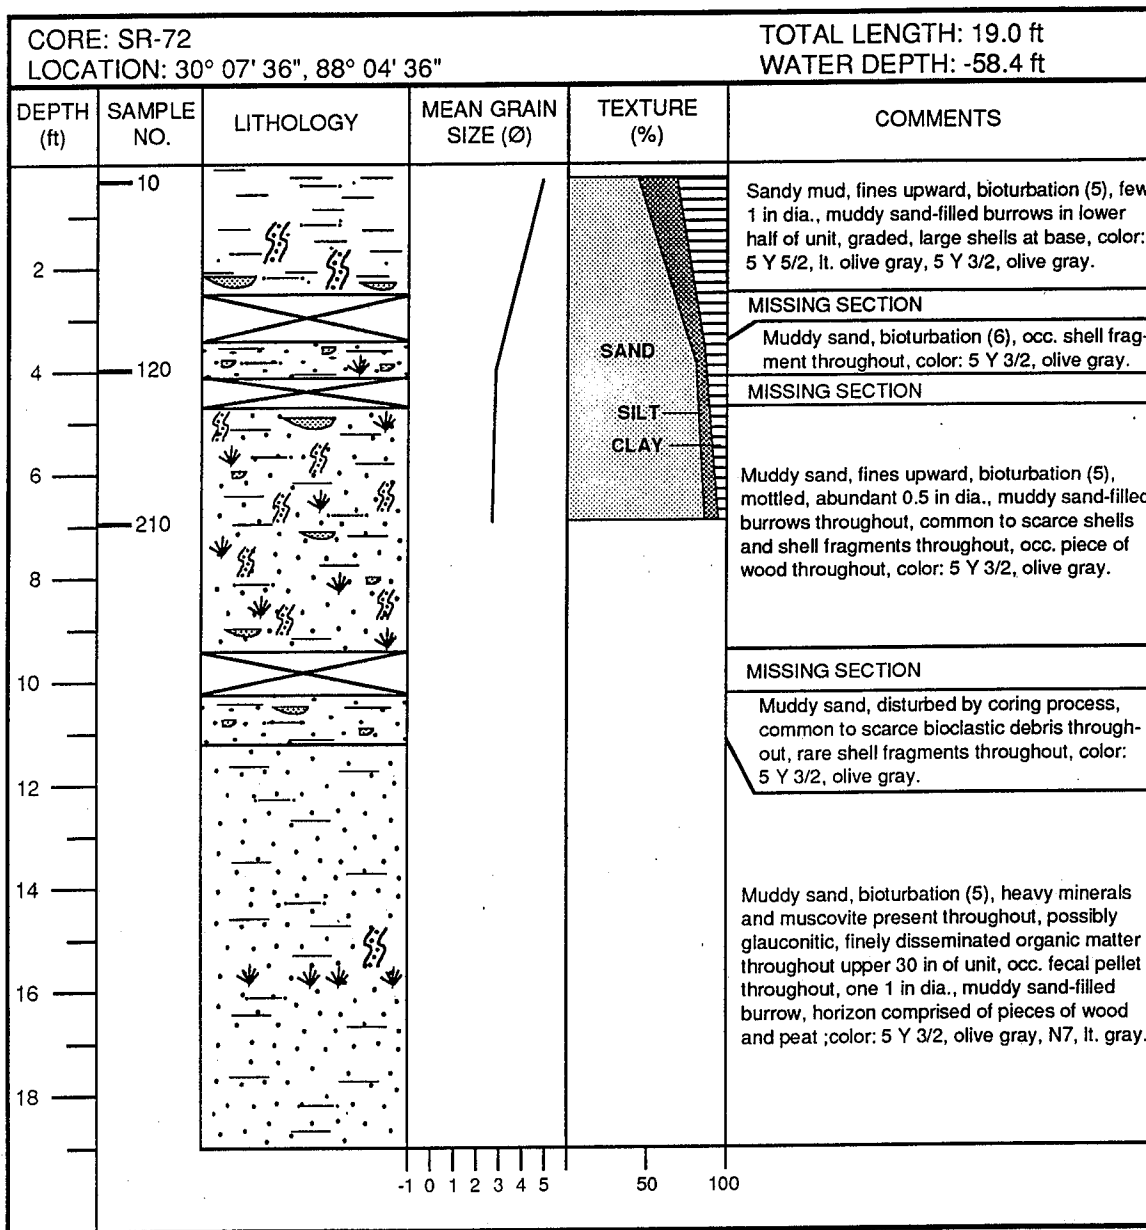 CORE: SR-72
TOTAL LENGTH: 19.0 ft
LOCATION: 30° 07' 36", 88° 04' 36"
WATER DEPTH: -58.4 ft
DEPTH
(ft)
SAMPLE
NO.
LITHOLOGY
MEAN GRAIN
SIZE (Ø)
TEXTURE
(%)
COMMENTS
10
120
210
2
4
6
8
10
12
14
16
18
SAND
SILT
CLAY
Sandy mud, fines upward, bioturbation (5), few
1 in dia., muddy sand-filled burrows in lower
half of unit, graded, large shells at base, color:
5 Y 5/2, lt. olive gray, 5 Y 3/2, olive gray.
MISSING SECTION
Muddy sand, bioturbation (6), occ. shell frag-
ment throughout, color: 5 Y 3/2, olive gray.
MISSING SECTION
Muddy sand, fines upward, bioturbation (5),
mottled, abundant 0.5 in dia., muddy sand-filled
burrows throughout, common to scarce shells
and shell fragments throughout, occ. piece of
wood throughout, color: 5 Y 3/2, olive gray.
MISSING SECTION
Muddy sand, disturbed by coring process,
common to scarce bioclastic debris through-
out, rare shell fragments throughout, color:
5 Y 3/2, olive gray.
Muddy sand, bioturbation (5), heavy minerals
and muscovite present throughout, possibly
glauconitic, finely disseminated organic matter
throughout upper 30 in of unit, occ. fecal pellet
throughout, one 1 in dia., muddy sand-filled
burrow, horizon comprised of pieces of wood
and peat ;color: 5 Y 3/2, olive gray, N7, lt. gray.
-1 0 1 2 3 4 5
50 100